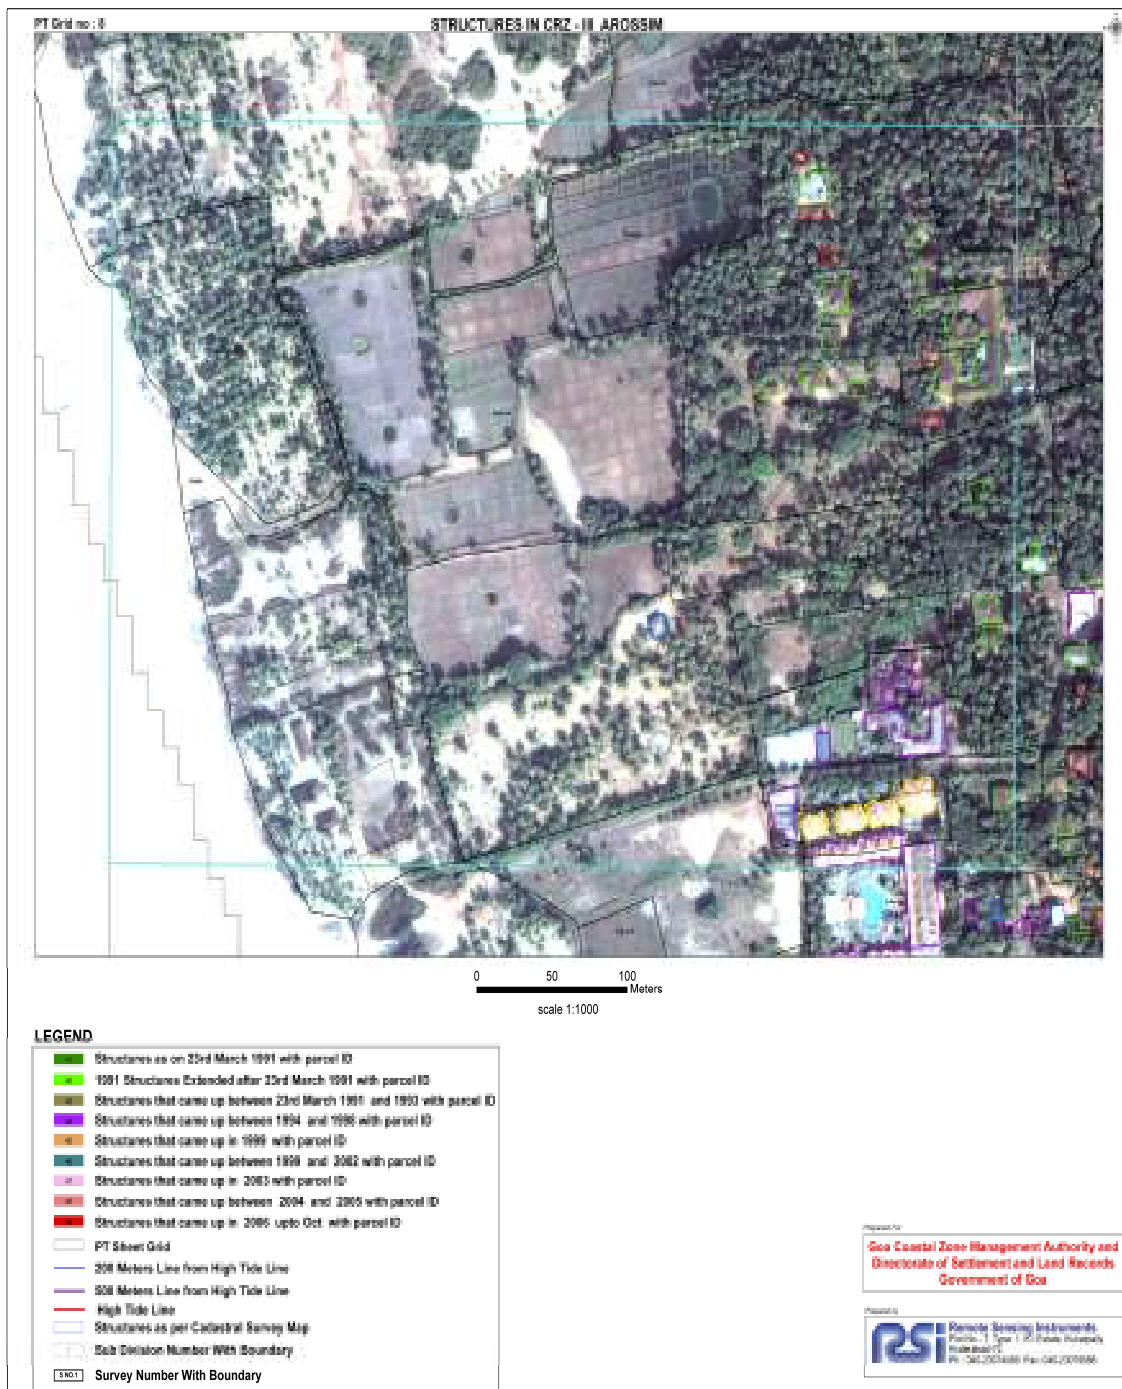 PT Grid no : 8
STRUCTURES IN CRZ - III AROSSIM
0 50 100
Meters
scale 1:1000
LEGEND
Structures as on 23rd March 1991 with parcel ID
1991 Structures Extended after 23rd March 1991 with parcel ID
Structures that came up between 23rd March 1991 and 1993 with parcel ID
Structures that came up between 1994 and 1998 with parcel ID
Structures that came up in 1999 with parcel ID
Structures that came up between 1999 and 2002 with parcel ID
Structures that came up in 2003 with parcel ID
Structures that came up between 2004 and 2005 with parcel ID
Structures that came up in 2006 upto Oct with parcel ID
PT Sheet Grid
200 Meters Line from High Tide Line
500 Meters Line from High Tide Line
High Tide Line
Structures as per Cadastral Survey Map
Sub Division Number With Boundary
S NO.1 Survey Number With Boundary
Prepared for
Goa Coastal Zone Management Authority and
Directorate of Settlement and Land Records
Government of Goa
Prepared by
RSI Remote Sensing Instruments